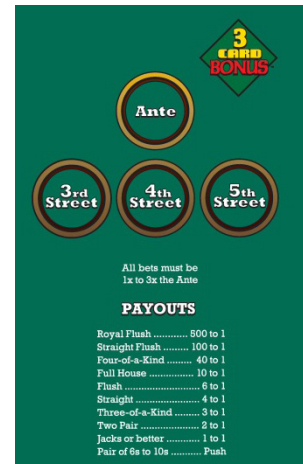 3
CARD
BONUS™
Ante
3rd Street
4th Street
5th Street
All bets must be
1x to 3x the Ante
PAYOUTS
Royal Flush ............ 500 to 1
Straight Flush ......... 100 to 1
Four-of-a-Kind ........ 40 to 1
Full House ................ 10 to 1
Flush .......................... 6 to 1
Straight ...................... 4 to 1
Three-of-a-Kind ......... 3 to 1
Two Pair ..................... 2 to 1
Jacks or better ............ 1 to 1
Pair of 6s to 10s .......... Push